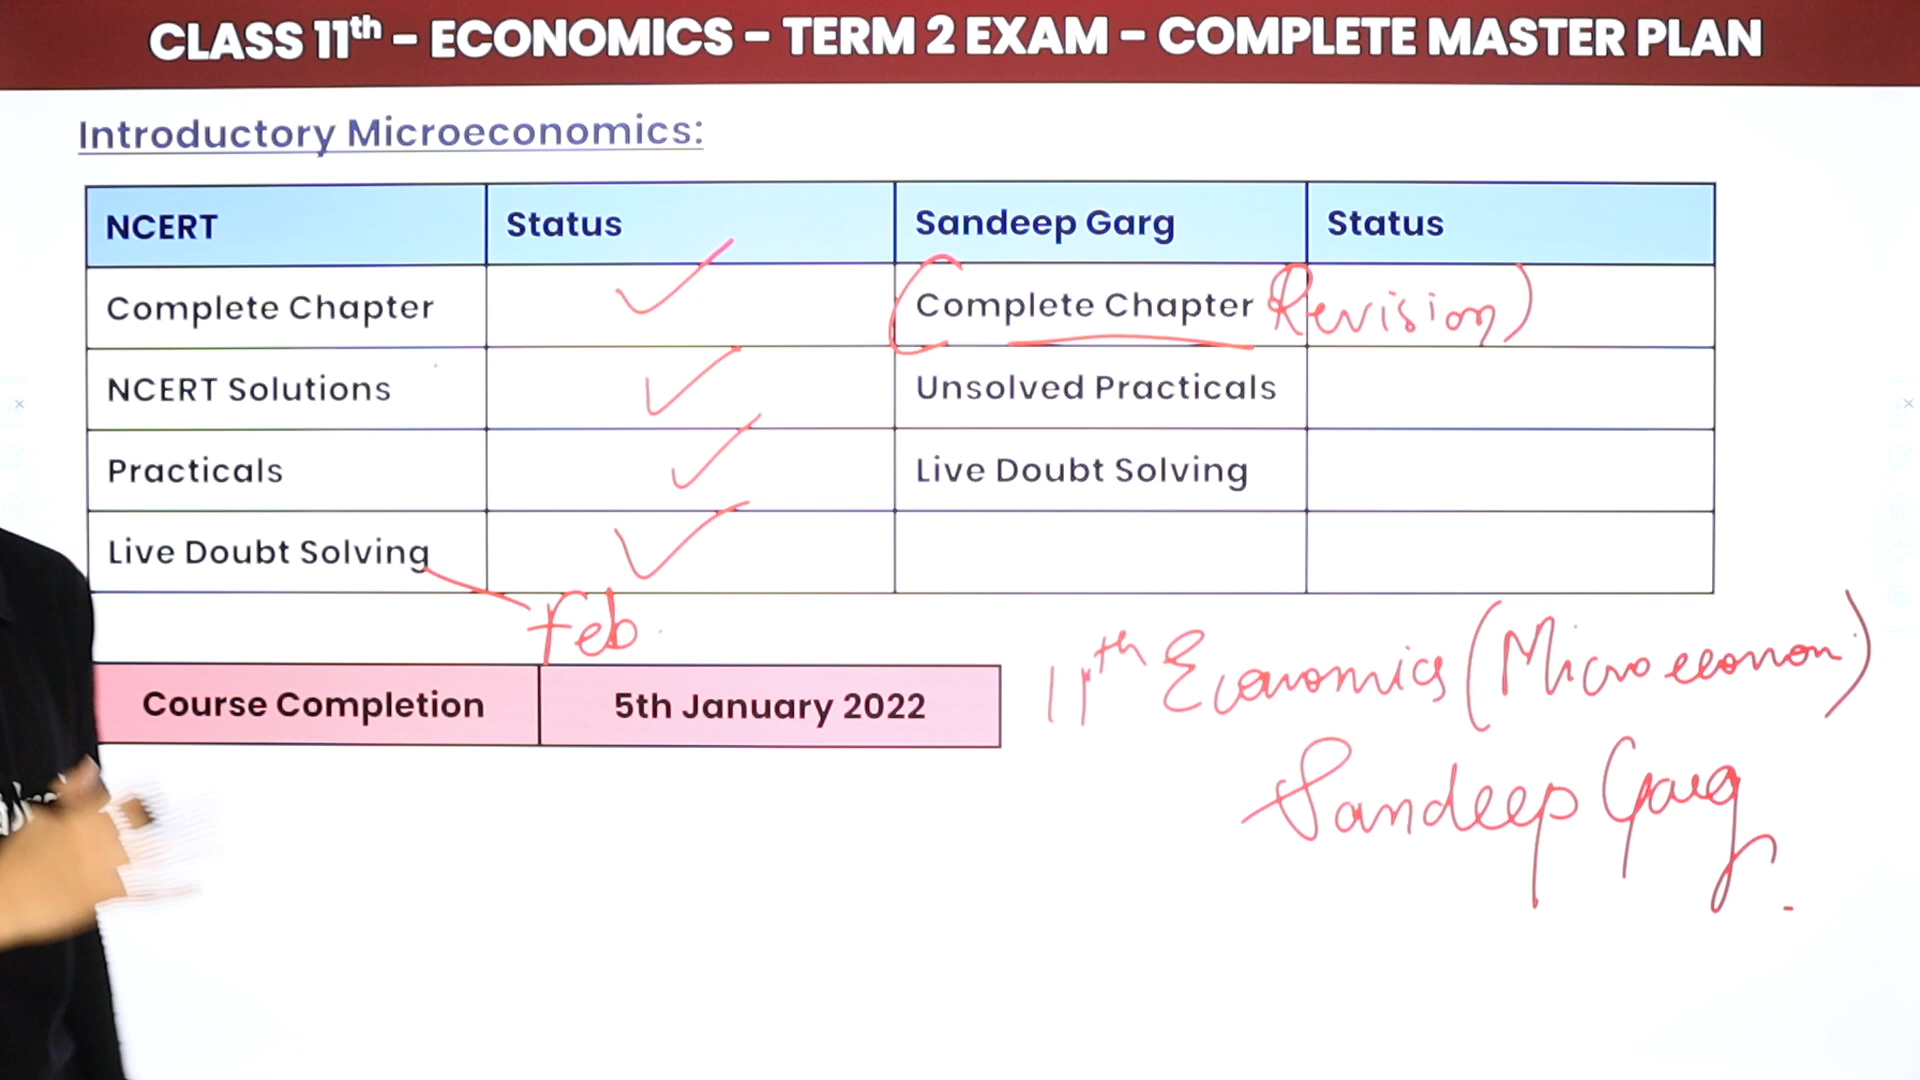 CLASS 11th - ECONOMICS - TERM 2 EXAM - COMPLETE MASTER PLAN
Introductory Microeconomics:
NCERT Status Sandeep Garg Status
Complete Chapter Complete Chapter Revision)
NCERT Solutions Unsolved Practicals
Practicals Live Doubt Solving
Live Doubt Solving
feb
Course Completion 5th January 2022
11th Economics (Microeconom)
Sandeep Garg